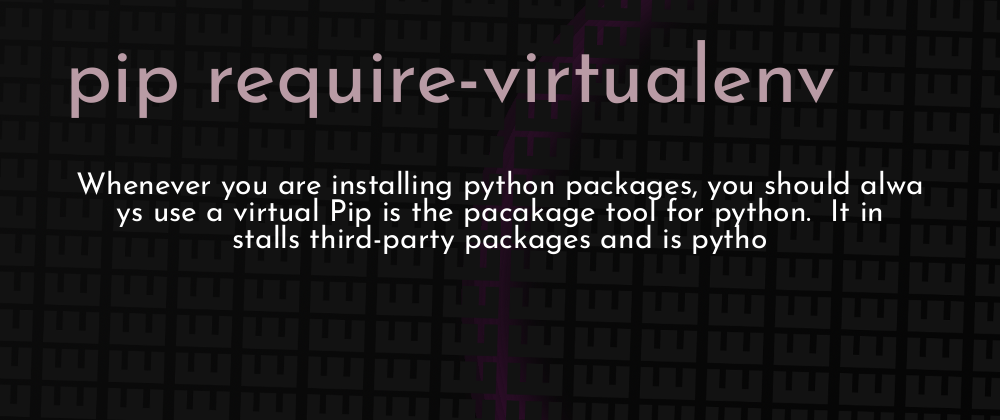 pip require-virtualenv
Whenever you are installing python packages, you should alwa
ys use a virtual Pip is the pacakage tool for python.  It in
stalls third-party packages and is pytho